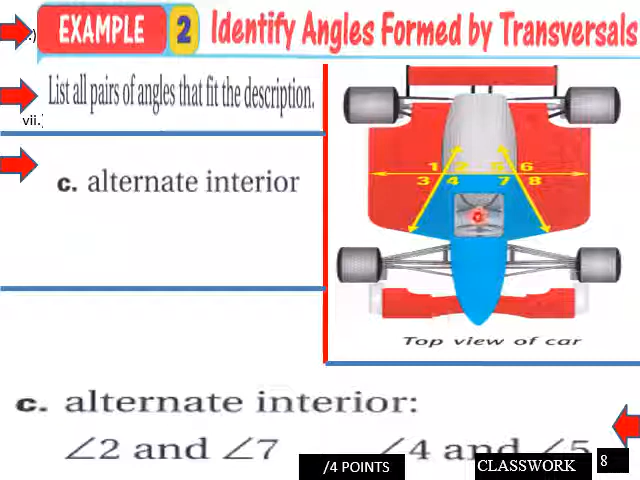 .)
EXAMPLE 2 Identify Angles Formed by Transversals
List all pairs of angles that fit the description.
vii.)
c. alternate interior
1 2 5 6
3 4 7 8
Top view of car
c. alternate interior:
∠2 and ∠7 ∠4 and ∠5
/4 POINTS
CLASSWORK
8